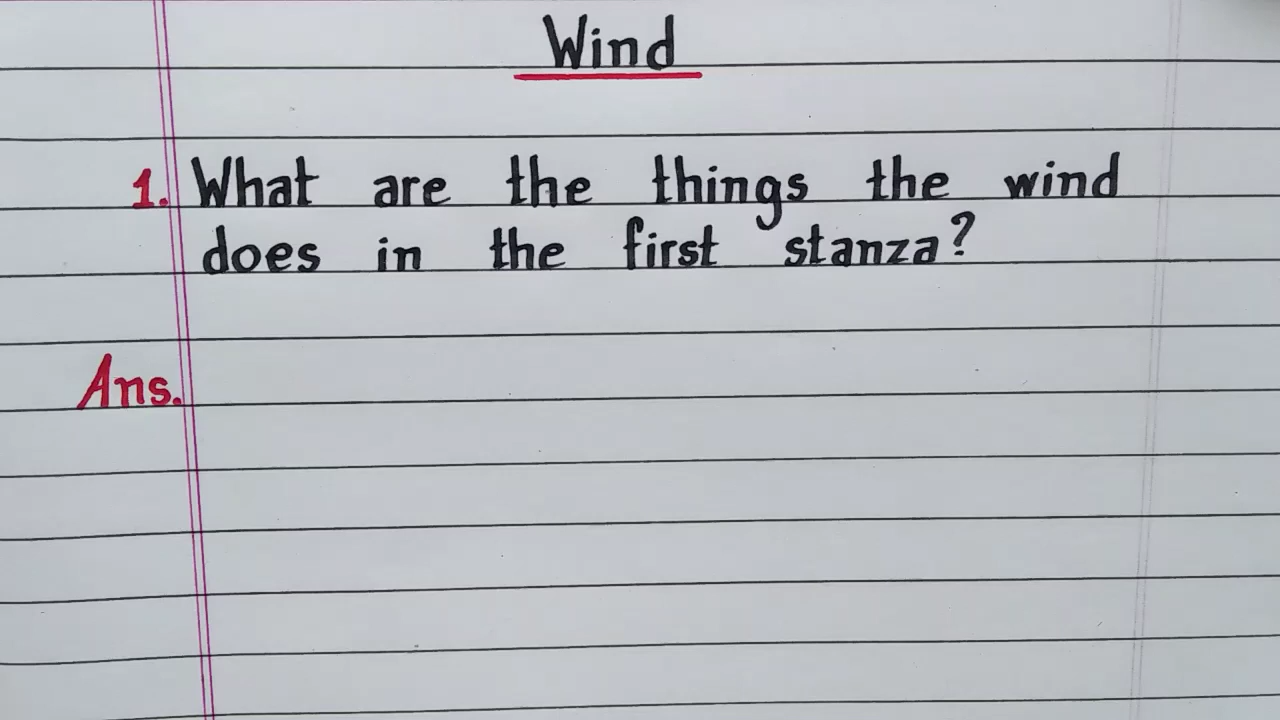 Wind
1. What are the things the wind
does in the first stanza?
Ans.